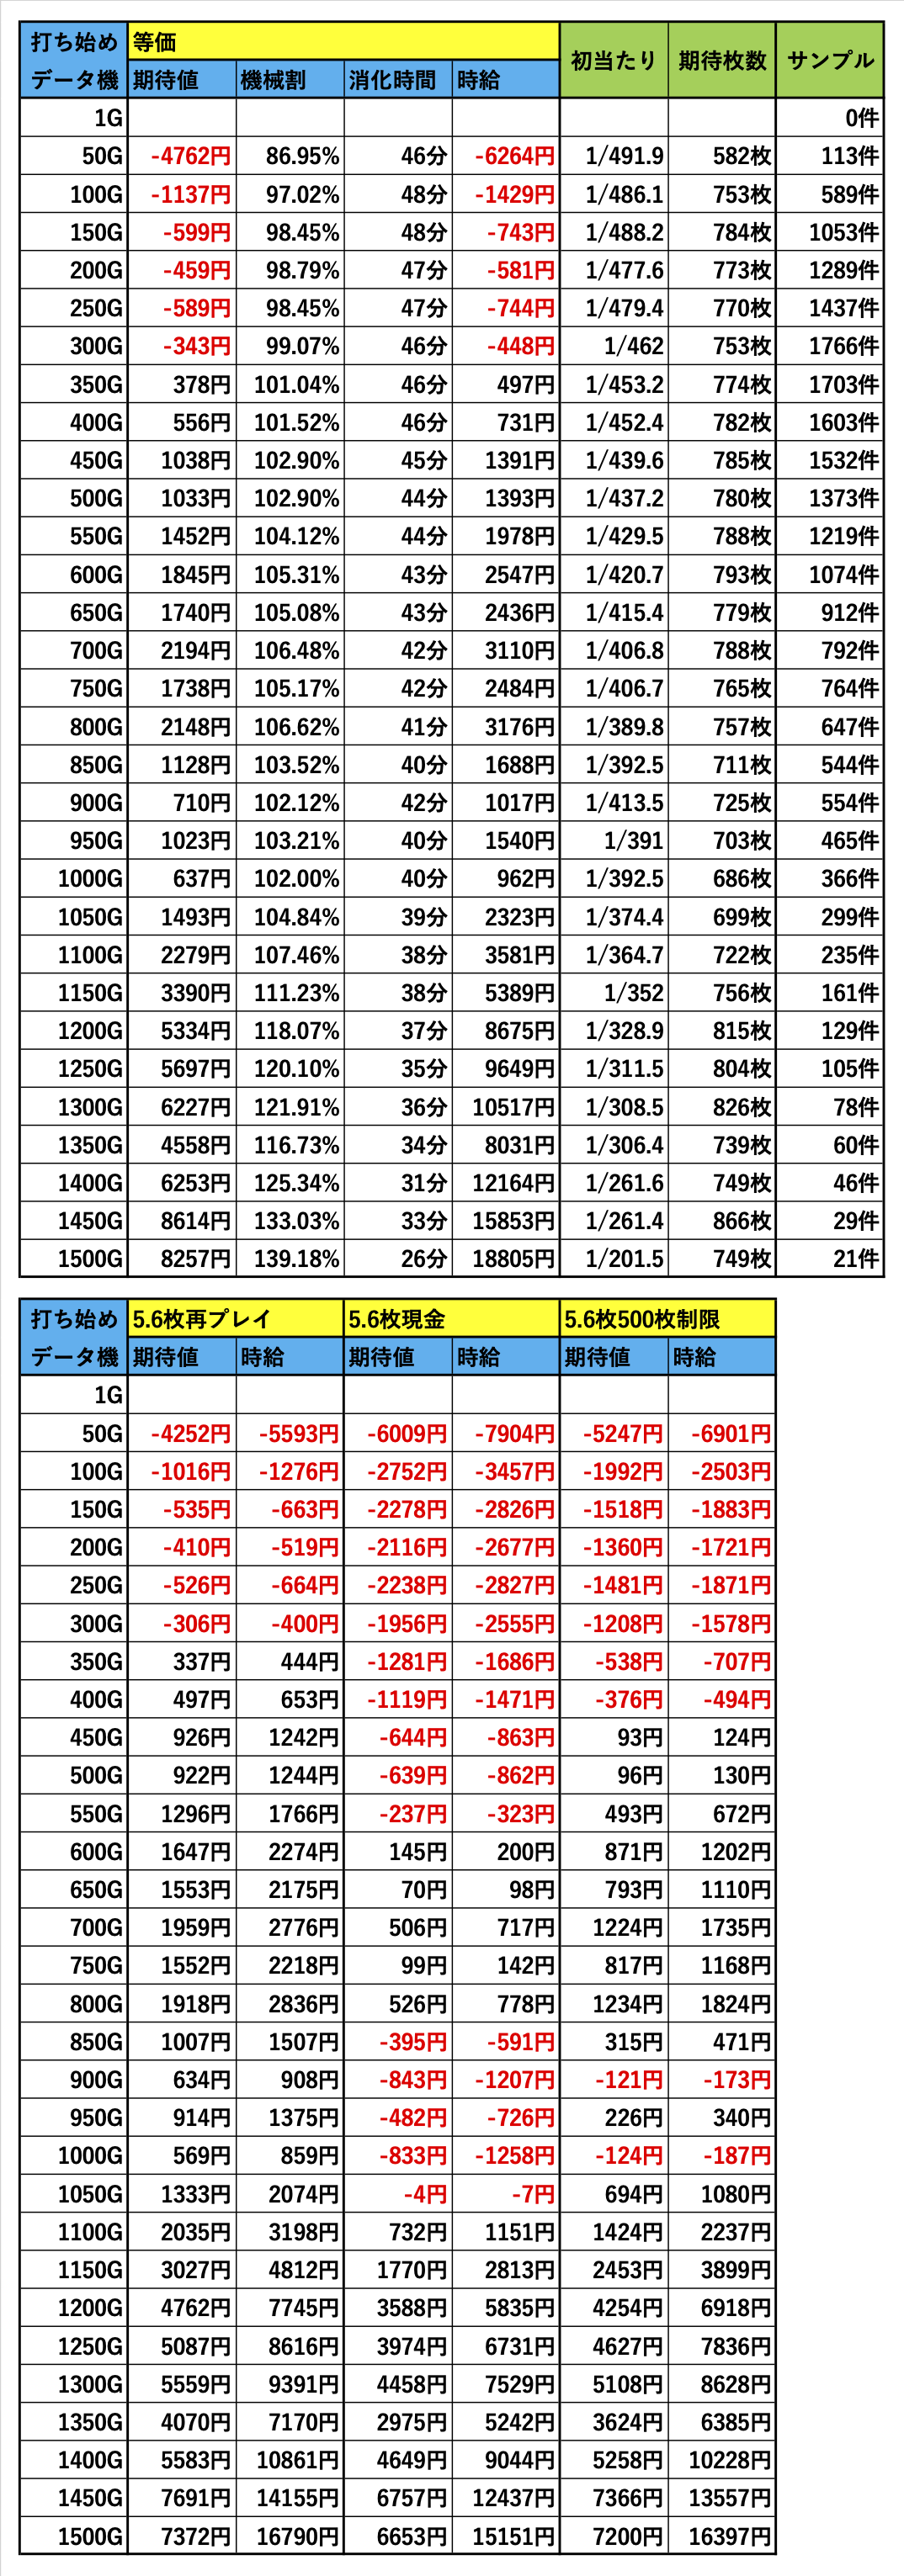 打ち始め 等価 初当たり 期待枚数 サンプル
データ機 期待値 機械割 消化時間 時給
1G 0件
50G -4762円 86.95% 46分 -6264円 1/491.9 582枚 113件
100G -1137円 97.02% 48分 -1429円 1/486.1 753枚 589件
150G -599円 98.45% 48分 -743円 1/488.2 784枚 1053件
200G -459円 98.79% 47分 -581円 1/477.6 773枚 1289件
250G -589円 98.45% 47分 -744円 1/479.4 770枚 1437件
300G -343円 99.07% 46分 -448円 1/462 753枚 1766件
350G 378円 101.04% 46分 497円 1/453.2 774枚 1703件
400G 556円 101.52% 46分 731円 1/452.4 782枚 1603件
450G 1038円 102.90% 45分 1391円 1/439.6 785枚 1532件
500G 1033円 102.90% 44分 1393円 1/437.2 780枚 1373件
550G 1452円 104.12% 44分 1978円 1/429.5 788枚 1219件
600G 1845円 105.31% 43分 2547円 1/420.7 793枚 1074件
650G 1740円 105.08% 43分 2436円 1/415.4 779枚 912件
700G 2194円 106.48% 42分 3110円 1/406.8 788枚 792件
750G 1738円 105.17% 42分 2484円 1/406.7 765枚 764件
800G 2148円 106.62% 41分 3176円 1/389.8 757枚 647件
850G 1128円 103.52% 40分 1688円 1/392.5 711枚 544件
900G 710円 102.12% 42分 1017円 1/413.5 725枚 554件
950G 1023円 103.21% 40分 1540円 1/391 703枚 465件
1000G 637円 102.00% 40分 962円 1/392.5 686枚 366件
1050G 1493円 104.84% 39分 2323円 1/374.4 699枚 299件
1100G 2279円 107.46% 38分 3581円 1/364.7 722枚 235件
1150G 3390円 111.23% 38分 5389円 1/352 756枚 161件
1200G 5334円 118.07% 37分 8675円 1/328.9 815枚 129件
1250G 5697円 120.10% 35分 9649円 1/311.5 804枚 105件
1300G 6227円 121.91% 36分 10517円 1/308.5 826枚 78件
1350G 4558円 116.73% 34分 8031円 1/306.4 739枚 60件
1400G 6253円 125.34% 31分 12164円 1/261.6 749枚 46件
1450G 8614円 133.03% 33分 15853円 1/261.4 866枚 29件
1500G 8257円 139.18% 26分 18805円 1/201.5 749枚 21件
打ち始め 5.6枚再プレイ 5.6枚現金 5.6枚500枚制限
データ機 期待値 時給 期待値 時給 期待値 時給
1G
50G -4252円 -5593円 -6009円 -7904円 -5247円 -6901円
100G -1016円 -1276円 -2752円 -3457円 -1992円 -2503円
150G -535円 -663円 -2278円 -2826円 -1518円 -1883円
200G -410円 -519円 -2116円 -2677円 -1360円 -1721円
250G -526円 -664円 -2238円 -2827円 -1481円 -1871円
300G -306円 -400円 -1956円 -2555円 -1208円 -1578円
350G 337円 444円 -1281円 -1686円 -538円 -707円
400G 497円 653円 -1119円 -1471円 -376円 -494円
450G 926円 1242円 -644円 -863円 93円 124円
500G 922円 1244円 -639円 -862円 96円 130円
550G 1296円 1766円 -237円 -323円 493円 672円
600G 1647円 2274円 145円 200円 871円 1202円
650G 1553円 2175円 70円 98円 793円 1110円
700G 1959円 2776円 506円 717円 1224円 1735円
750G 1552円 2218円 99円 142円 817円 1168円
800G 1918円 2836円 526円 778円 1234円 1824円
850G 1007円 1507円 -395円 -591円 315円 471円
900G 634円 908円 -843円 -1207円 -121円 -173円
950G 914円 1375円 -482円 -726円 226円 340円
1000G 569円 859円 -833円 -1258円 -124円 -187円
1050G 1333円 2074円 -4円 -7円 694円 1080円
1100G 2035円 3198円 732円 1151円 1424円 2237円
1150G 3027円 4812円 1770円 2813円 2453円 3899円
1200G 4762円 7745円 3588円 5835円 4254円 6918円
1250G 5087円 8616円 3974円 6731円 4627円 7836円
1300G 5559円 9391円 4458円 7529円 5108円 8628円
1350G 4070円 7170円 2975円 5242円 3624円 6385円
1400G 5583円 10861円 4649円 9044円 5258円 10228円
1450G 7691円 14155円 6757円 12437円 7366円 13557円
1500G 7372円 16790円 6653円 15151円 7200円 16397円